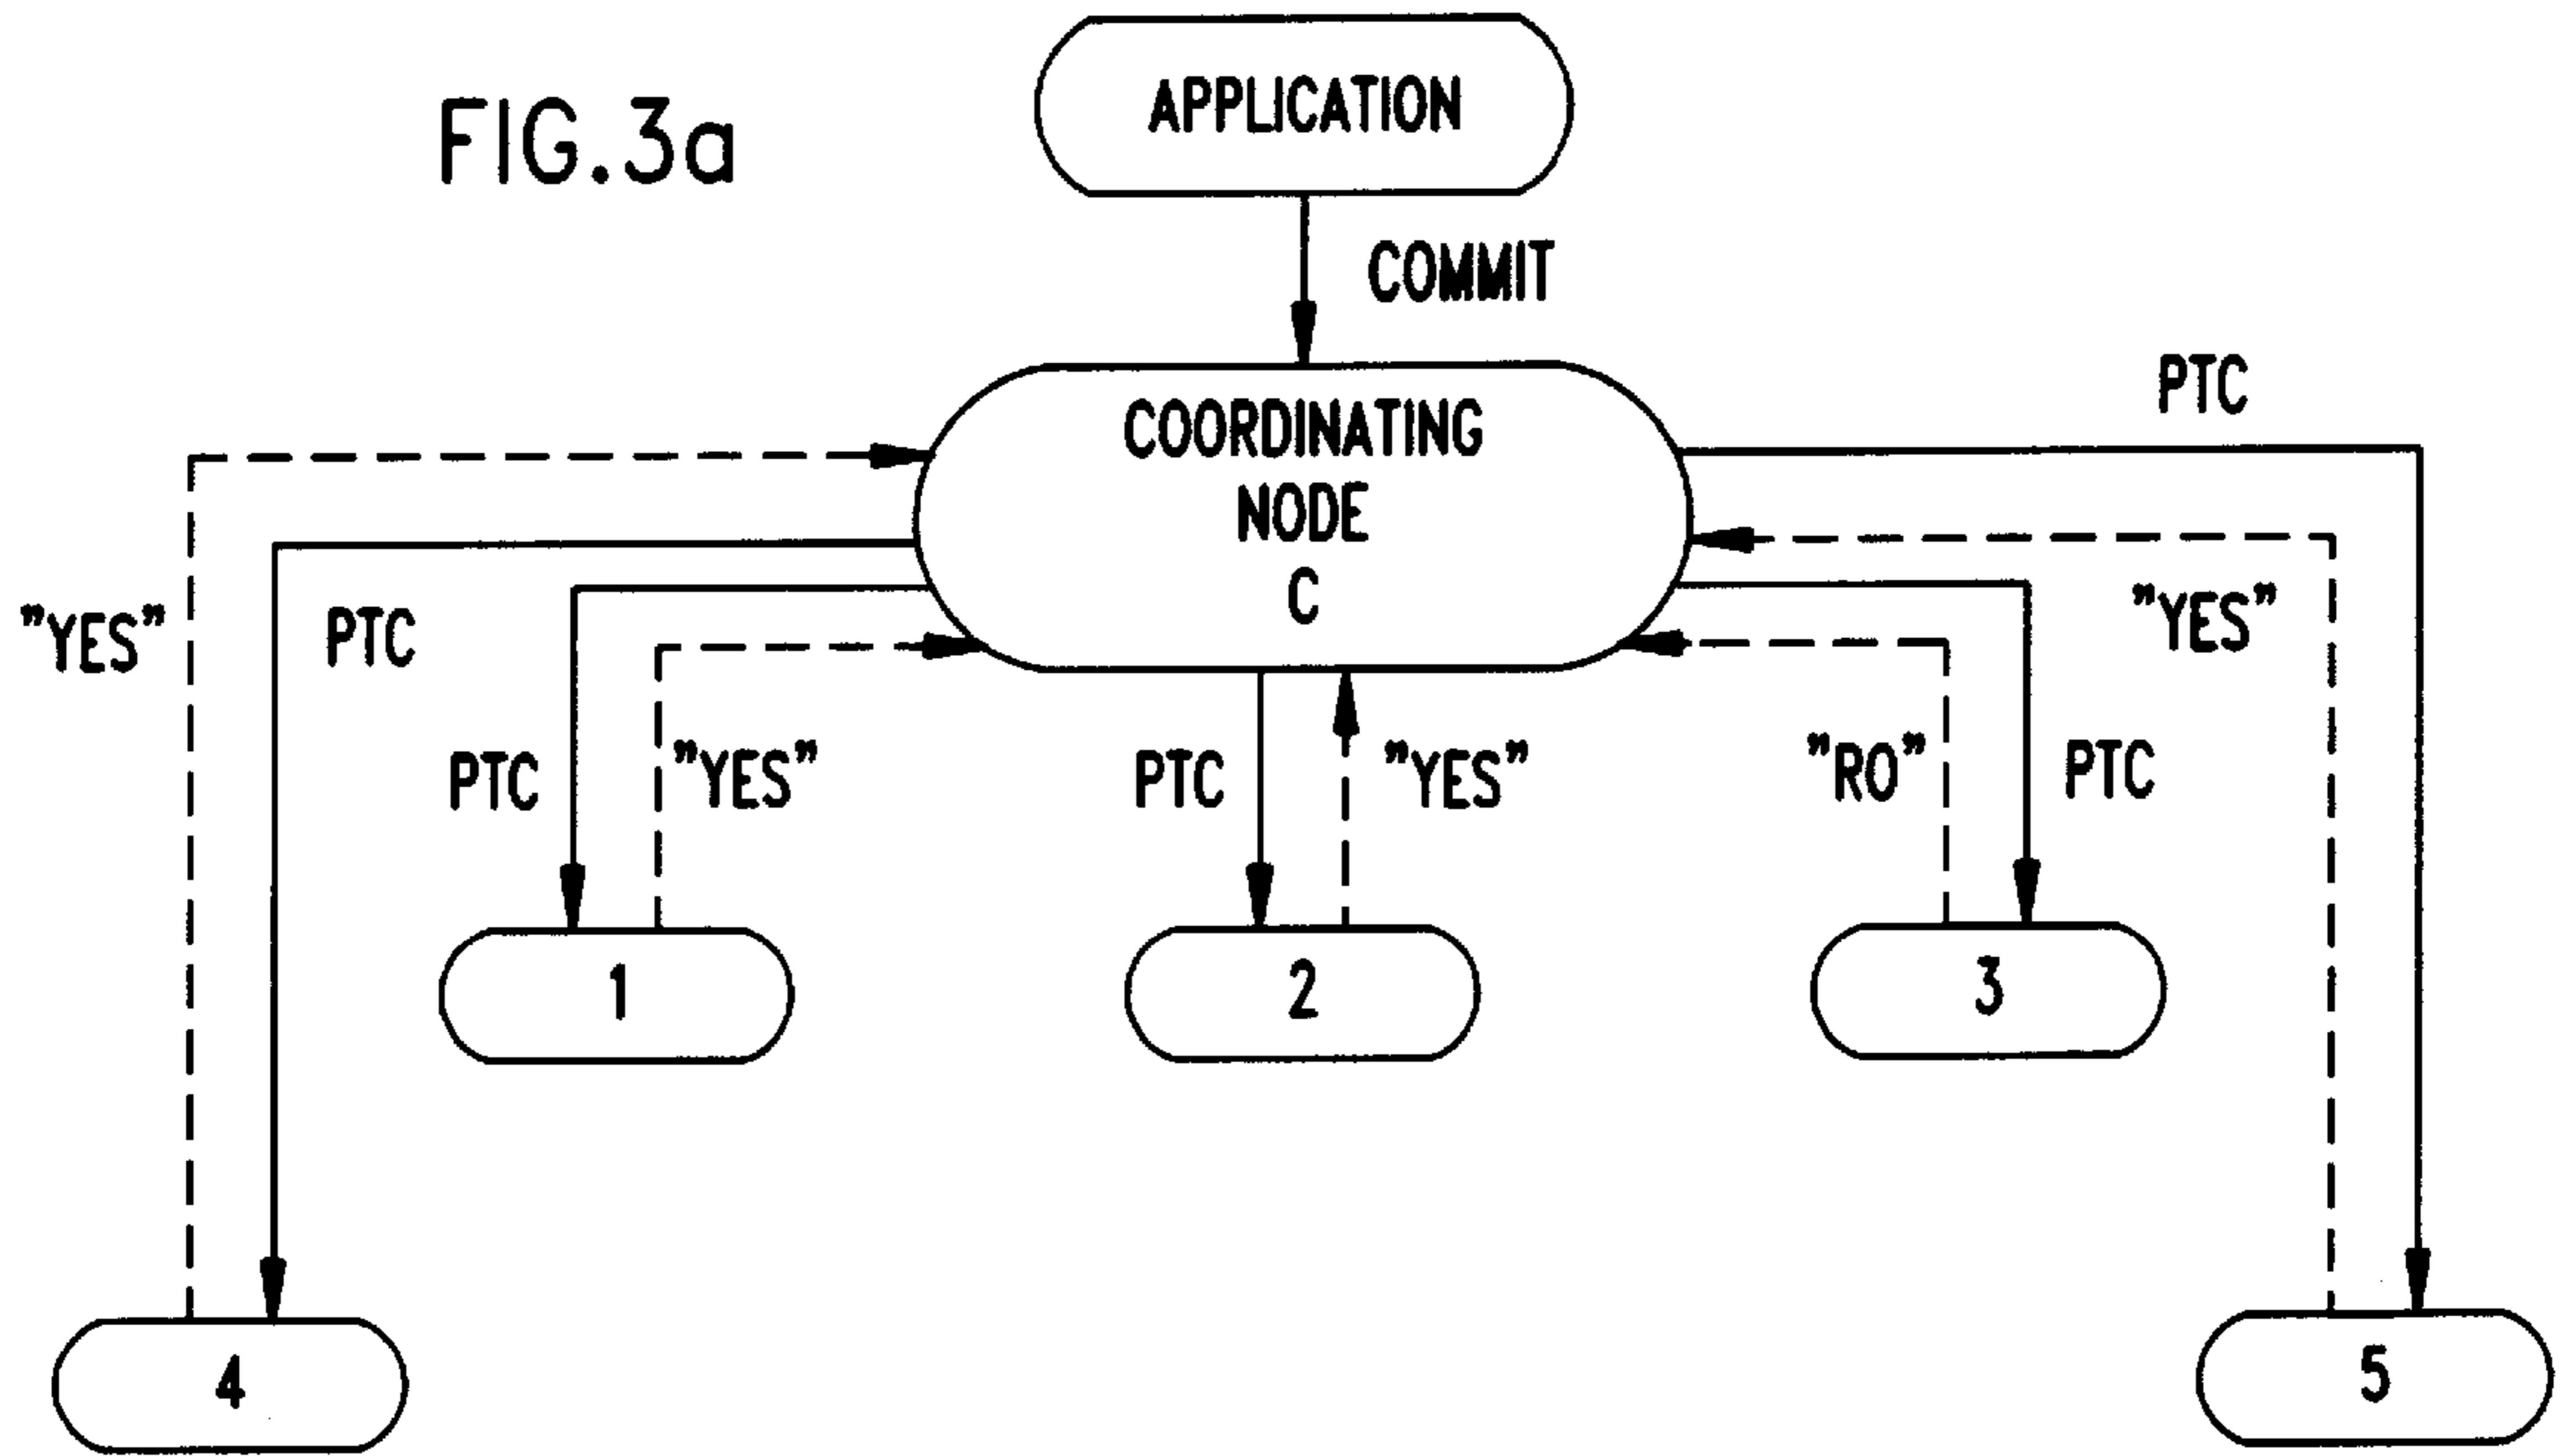 FIG.3a
APPLICATION
COMMIT
COORDINATING
NODE
C
PTC
"YES"
PTC
"YES"
PTC
"YES"
PTC
"YES"
"RO"
PTC
1
2
3
4
5